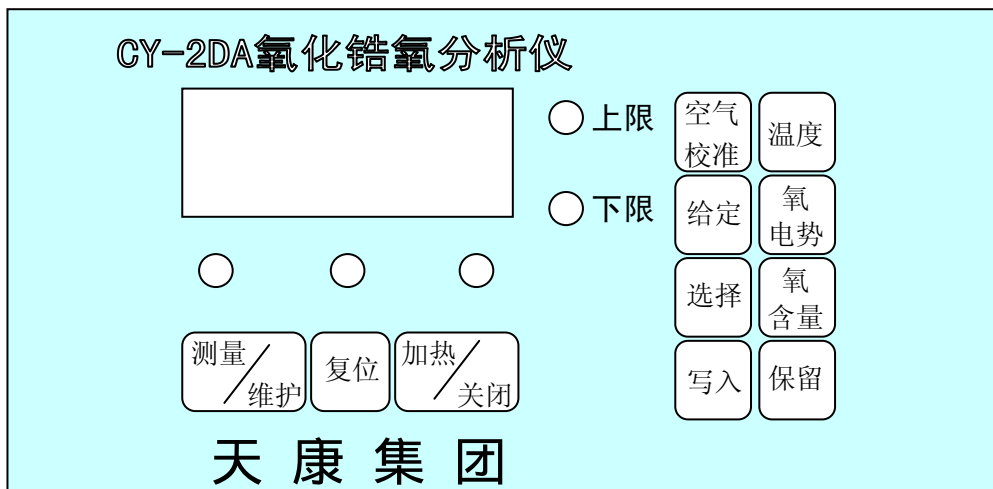 CY-2DA氧化锆氧分析仪
上限
下限
空气
校准
温度
给定
氧
电势
选择
氧
含量
写入
保留
测量/
维护
复位
加热/
关闭
天康集团